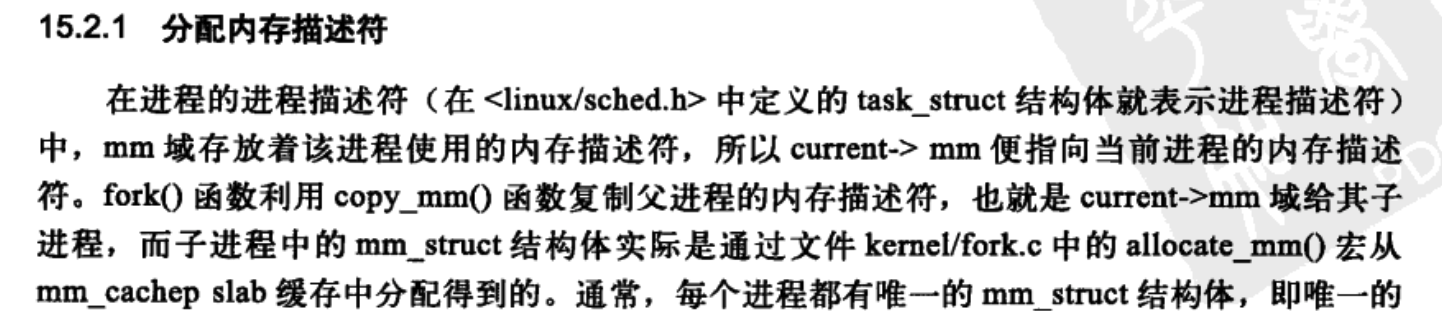 15.2.1 分配内存描述符
在进程的进程描述符（在 <linux/sched.h> 中定义的 task_struct 结构体就表示进程描述符）
中，mm 域存放着该进程使用的内存描述符，所以 current-> mm 便指向当前进程的内存描述
符。fork() 函数利用 copy_mm() 函数复制父进程的内存描述符，也就是 current->mm 域给其子
进程，而子进程中的 mm_struct 结构体实际是通过文件 kernel/fork.c 中的 allocate_mm() 宏从
mm_cachep slab 缓存中分配得到的。通常，每个进程都有唯一的 mm_struct 结构体，即唯一的